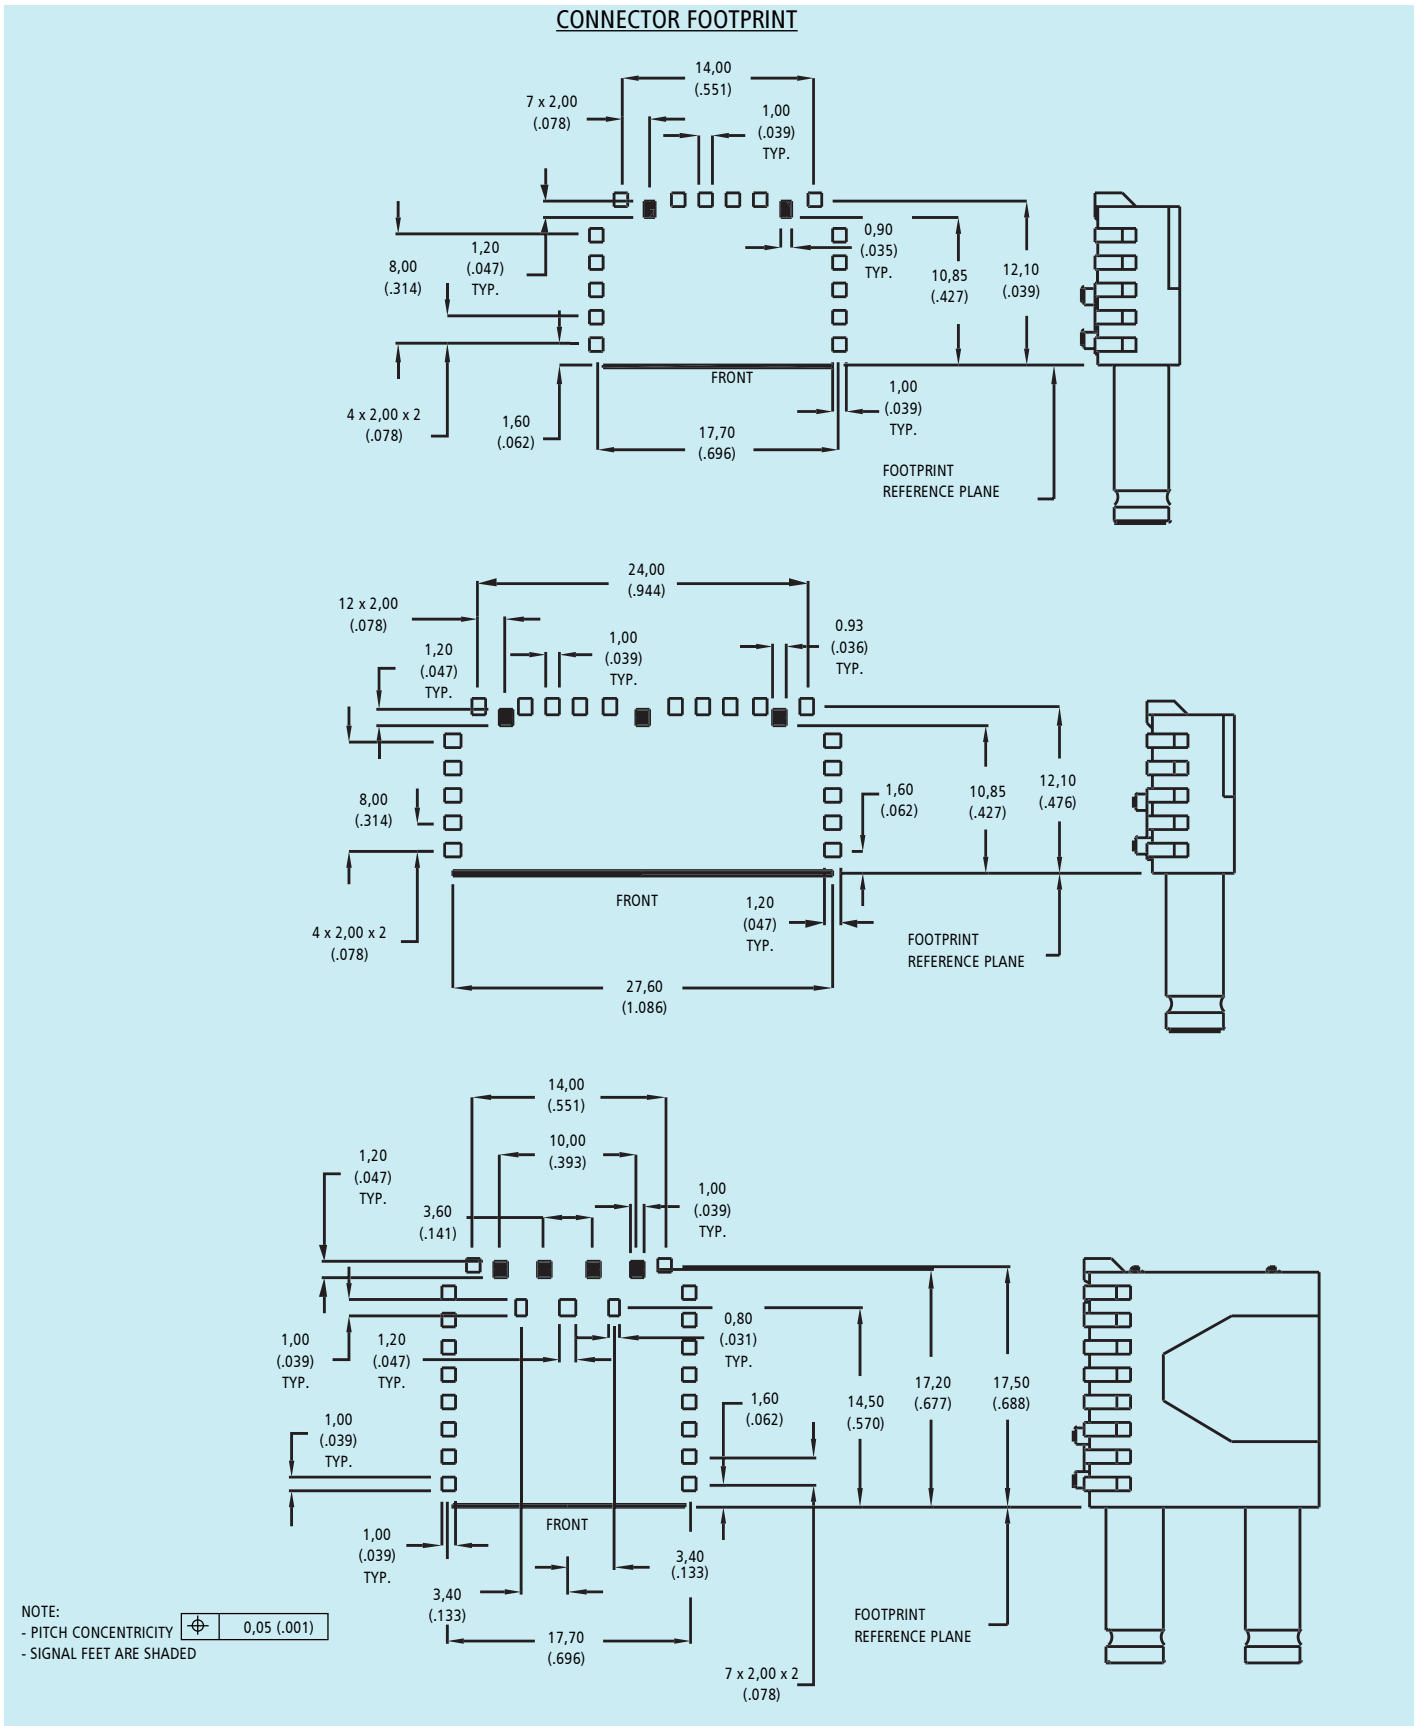 CONNECTOR FOOTPRINT
14,00
(.551)
7 x 2,00
(.078)
1,00
(.039)
TYP.
1,20
(.047)
TYP.
8,00
(.314)
0,90
(.035)
TYP.
10,85
(.427)
12,10
(.039)
FRONT
4 x 2,00 x 2
(.078)
1,60
(.062)
17,70
(.696)
1,00
(.039)
TYP.
FOOTPRINT
REFERENCE PLANE
24,00
(.944)
12 x 2,00
(.078)
1,20
(.047)
TYP.
1,00
(.039)
TYP.
0.93
(.036)
TYP.
8,00
(.314)
1,60
(.062)
10,85
(.427)
12,10
(.476)
FRONT
4 x 2,00 x 2
(.078)
1,20
(047)
TYP.
FOOTPRINT
REFERENCE PLANE
27,60
(1.086)
14,00
(.551)
10,00
(.393)
1,20
(.047)
TYP.
3,60
(.141)
1,00
(.039)
TYP.
1,00
(.039)
TYP.
1,20
(.047)
TYP.
0,80
(.031)
TYP.
1,00
(.039)
TYP.
1,60
(.062)
14,50
(.570)
17,20
(.677)
17,50
(.688)
FRONT
1,00
(.039)
TYP.
3,40
(.133)
3,40
(.133)
17,70
(.696)
7 x 2,00 x 2
(.078)
FOOTPRINT
REFERENCE PLANE
NOTE:
- PITCH CONCENTRICITY 0,05 (.001)
- SIGNAL FEET ARE SHADED